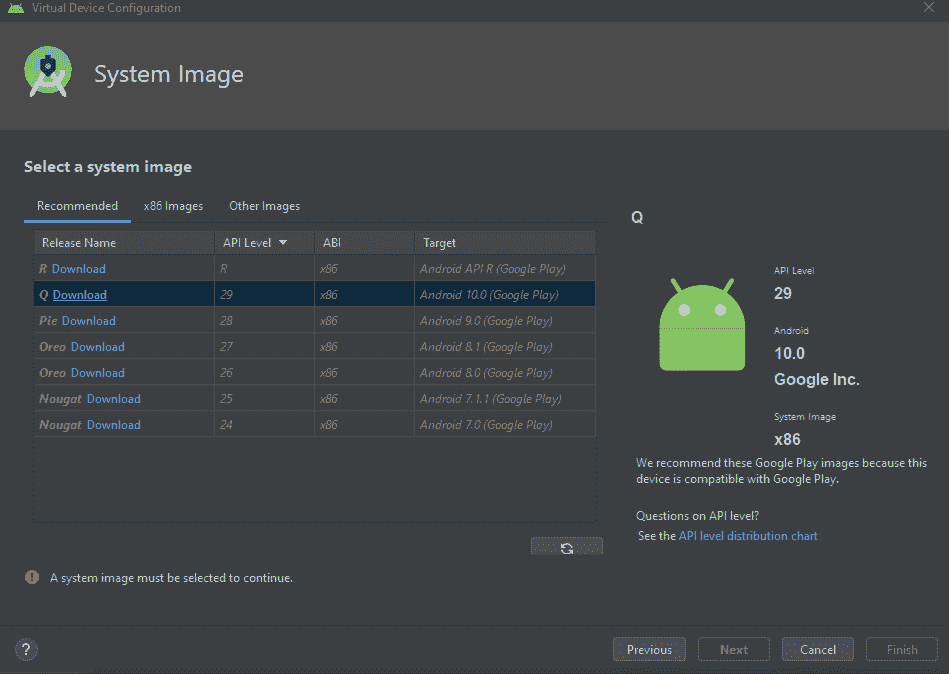 Virtual Device Configuration
System Image
Select a system image
Recommended x86 Images Other Images
Release Name API Level ABI Target
R Download R x86 Android API R (Google Play)
Q Download 29 x86 Android 10.0 (Google Play)
Pie Download 28 x86 Android 9.0 (Google Play)
Oreo Download 27 x86 Android 8.1 (Google Play)
Oreo Download 26 x86 Android 8.0 (Google Play)
Nougat Download 25 x86 Android 7.1.1 (Google Play)
Nougat Download 24 x86 Android 7.0 (Google Play)
Q
API Level
29
Android
10.0
Google Inc.
System Image
x86
We recommend these Google Play images because this
device is compatible with Google Play.
Questions on API level?
See the API level distribution chart
A system image must be selected to continue.
? Previous Next Cancel Finish